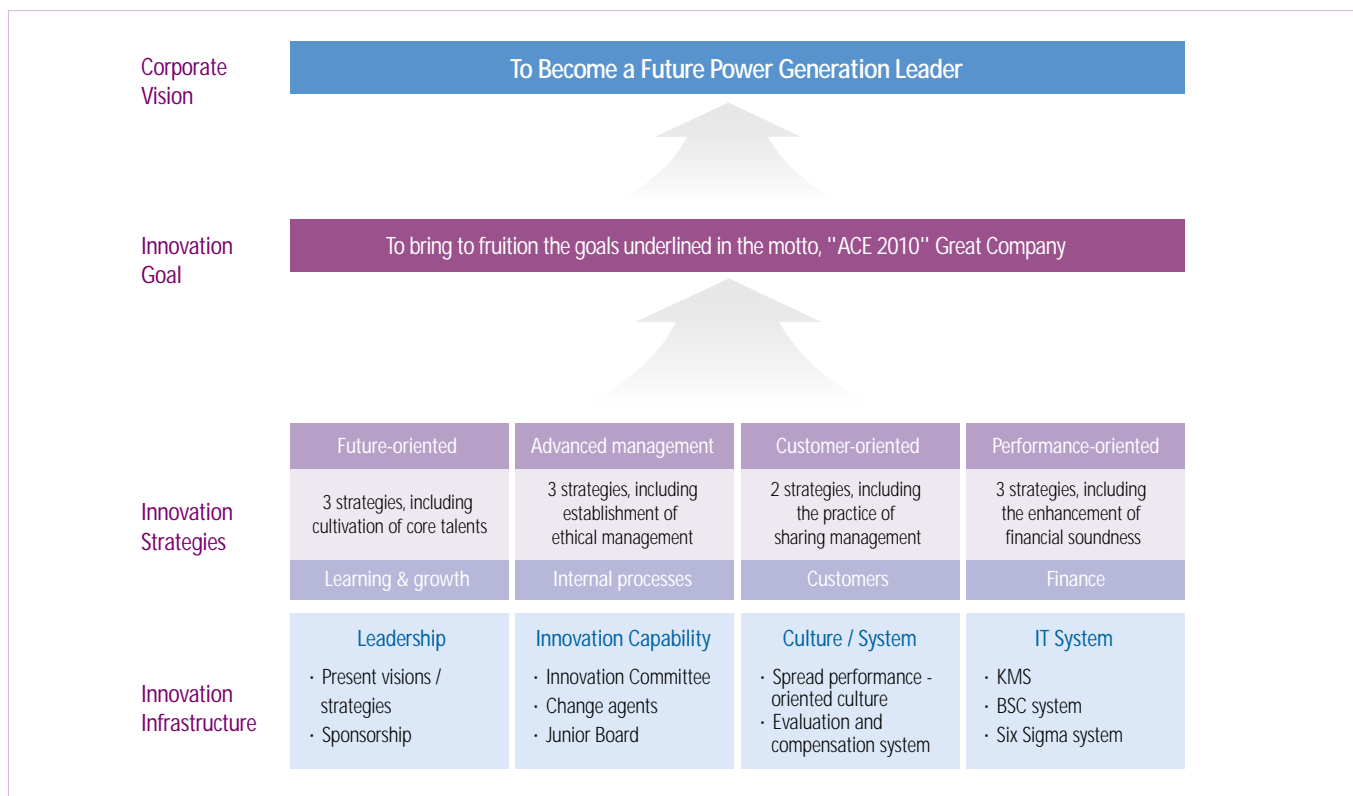 Corporate
Vision
To Become a Future Power Generation Leader
Innovation
Goal
To bring to fruition the goals underlined in the motto, "ACE 2010" Great Company
Innovation
Strategies
Future-oriented
3 strategies, including
cultivation of core talents
Learning & growth
Advanced management
3 strategies, including
establishment of
ethical management
Internal processes
Customer-oriented
2 strategies, including
the practice of
sharing management
Customers
Performance-oriented
3 strategies, including
the enhancement of
financial soundness
Finance
Innovation
Infrastructure
Leadership
· Present visions /
strategies
· Sponsorship
Innovation Capability
· Innovation Committee
· Change agents
· Junior Board
Culture / System
· Spread performance -
oriented culture
· Evaluation and
compensation system
IT System
· KMS
· BSC system
· Six Sigma system